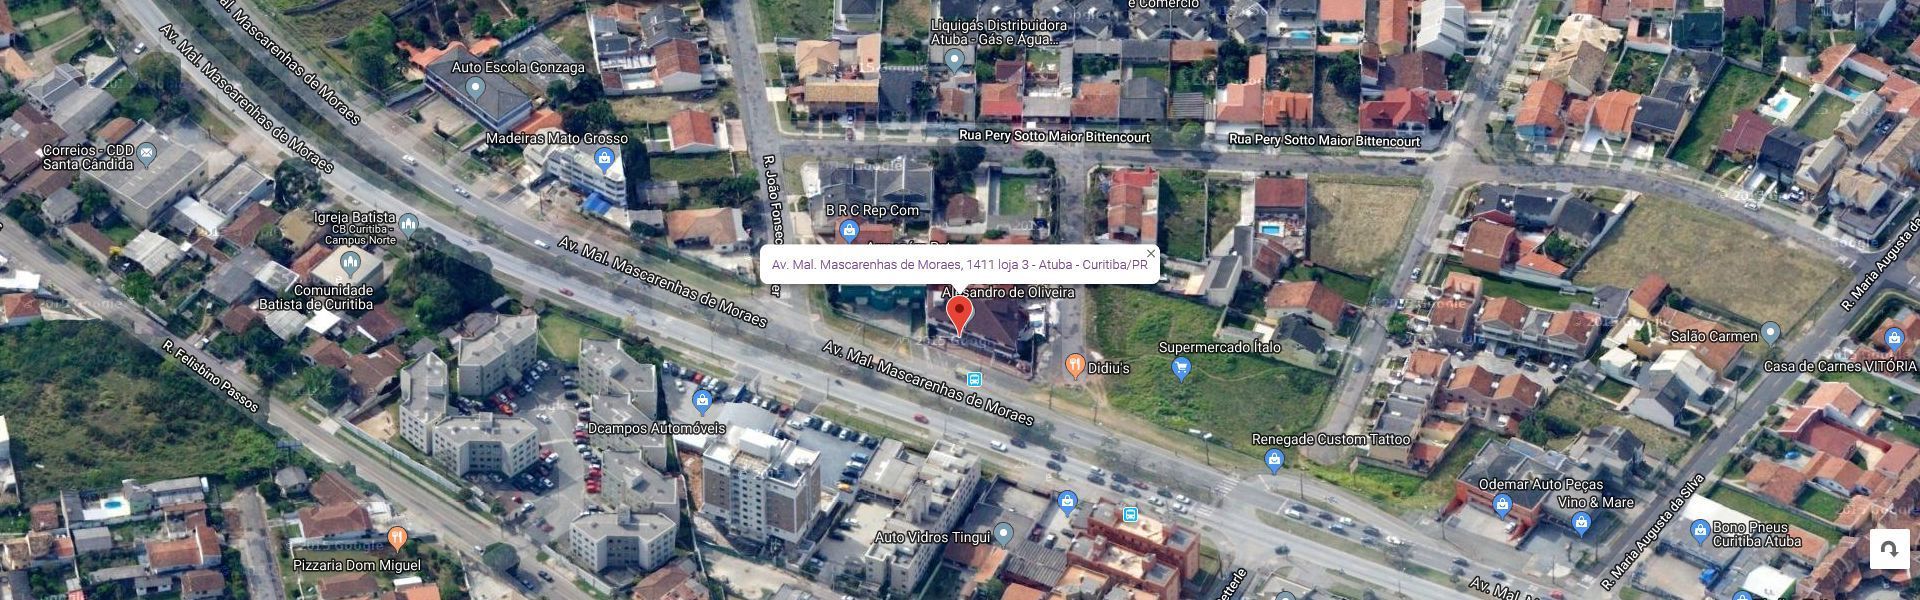 e Comércio
Liquigás Distribuidora
Atuba - Gás e Água...
Av. Mal. Mascarenhas de Moraes
Mal. Mascarenhas de Moraes
Auto Escola Gonzaga
Madeiras Mato Grosso
Rua Pery Sotto Maior Bittencourt
Rua Pery Sotto Maior Bittencourt
Correios - CDD
Santa Cândida
R. João
B R C Rep Com
Igreja Batista
CB Curitiba -
Campus Norte
Av. Mal. Mascarenhas de Moraes
Av. Mal. Mascarenhas de Moraes, 1411 loja 3 - Atuba - Curitiba/PR
R. Maria Augusta da
Comunidade
Batista de Curitiba
Alesandro de Oliveira
Salão Carmen
Supermercado Ítalo
R. Felisbino Passos
Av. Mal. Mascarenhas de Moraes
Didiu's
Casa de Carnes VITÓRIA
Dcampos Automóveis
Renegade Custom Tattoo
Odemar Auto Peças
Vino & Mare
Auto Vidros Tingui
Bono Pneus
Curitiba Atuba
R. Maria Augusta da Silva
Pizzaria Dom Miguel
Av. Mal.